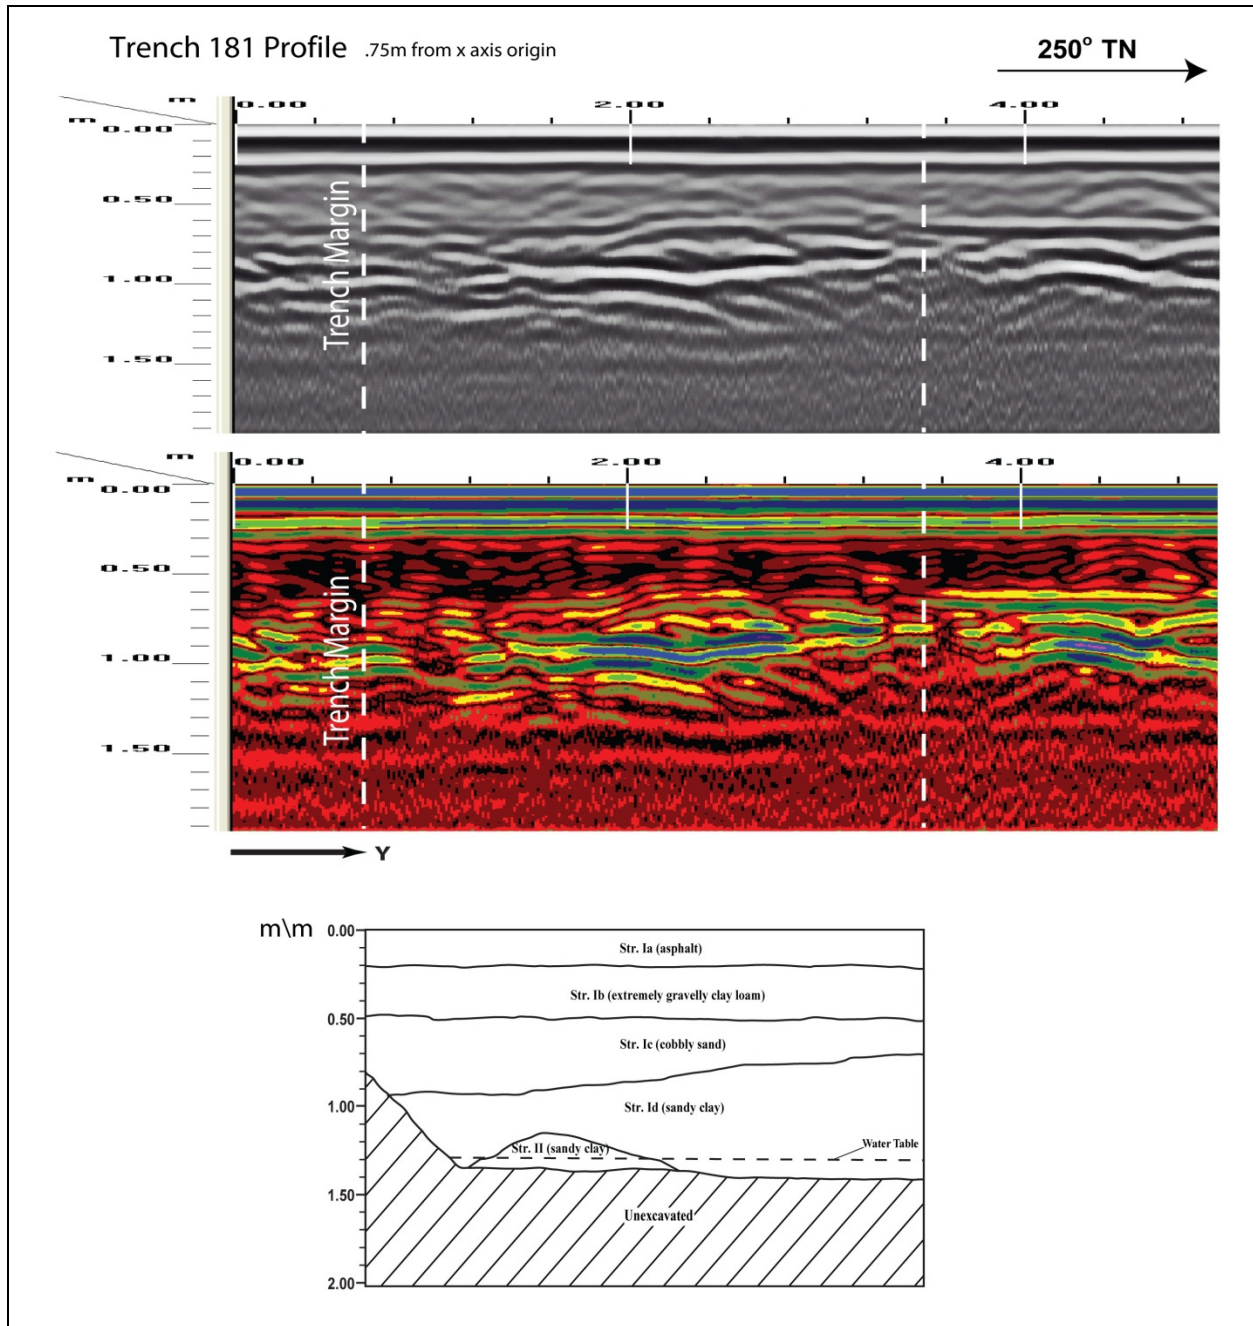 Trench 181 Profile .75m from x axis origin
250° TN
m 0.00 2.00 4.00
m 0.00
0.50
1.00
1.50
Trench Margin
m 0.00 2.00 4.00
m 0.00
0.50
1.00
1.50
Trench Margin
Y
m\m 0.00
Str. Ia (asphalt)
Str. Ib (extremely gravelly clay loam)
0.50
Str. Ic (cobbly sand)
1.00
Str. Id (sandy clay)
Water Table
Str. II (sandy clay)
1.50
Unexcavated
2.00